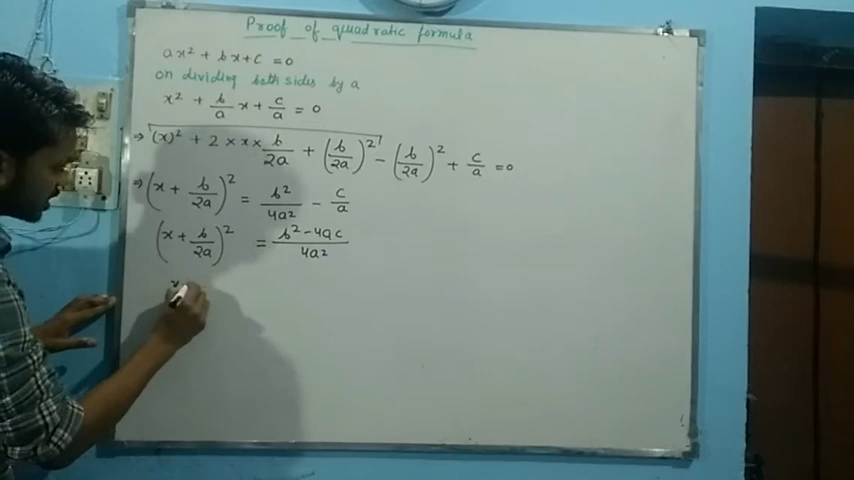 Proof of quadratic formula
ax² + bx + c = 0
on dividing both sides by a
x² + b/a x + c/a = 0
⇒ (x)² + 2 × x × b/2a + (b/2a)² - (b/2a)² + c/a = 0
⇒ (x + b/2a)² = b²/4a² - c/a
(x + b/2a)² = b² - 4ac/4a²
x